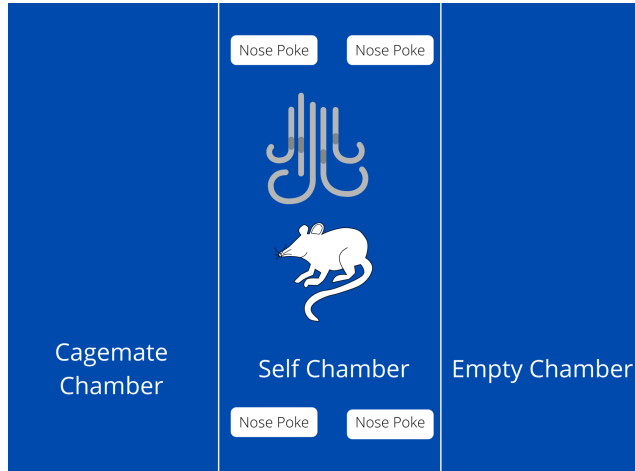 Nose Poke
Nose Poke
Cagemate
Chamber
Self Chamber
Empty Chamber
Nose Poke
Nose Poke